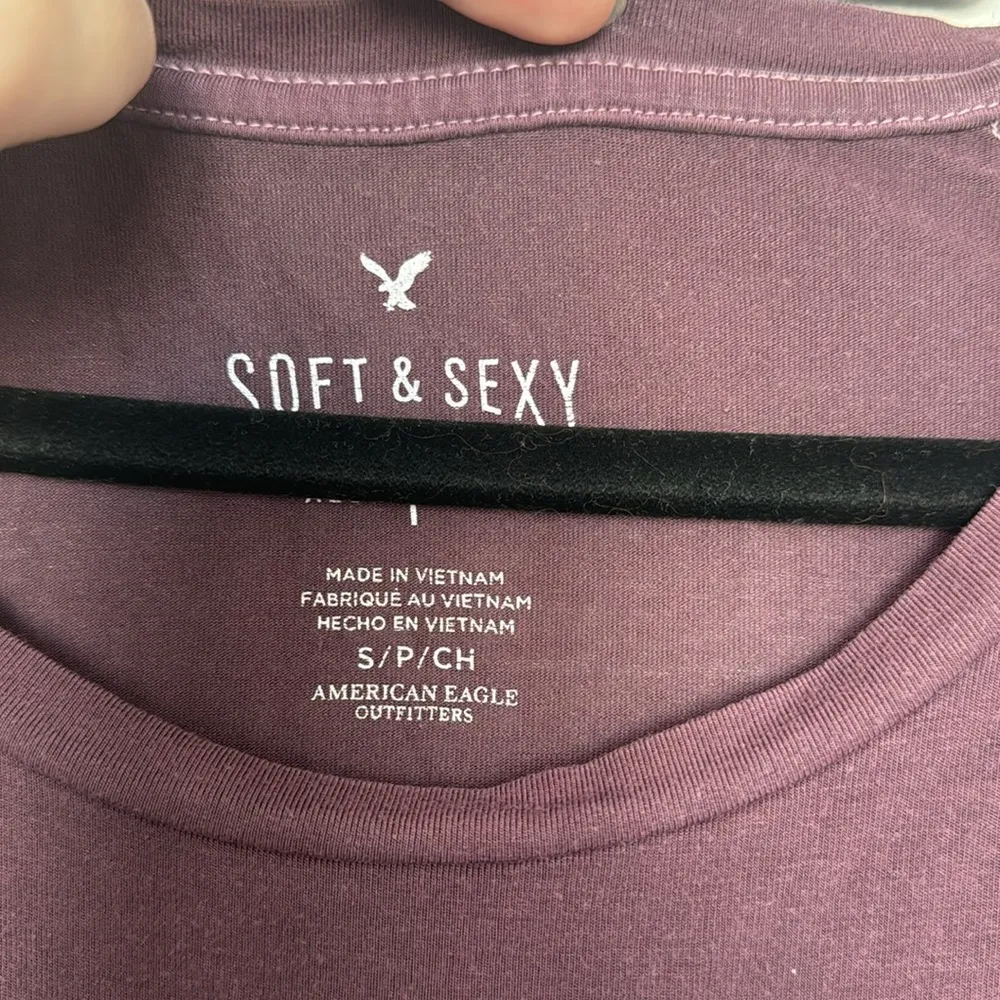 SOFT & SEXY
MADE IN VIETNAM
FABRIQUÉ AU VIETNAM
HECHO EN VIETNAM
S/P/CH
AMERICAN EAGLE
OUTFITTERS